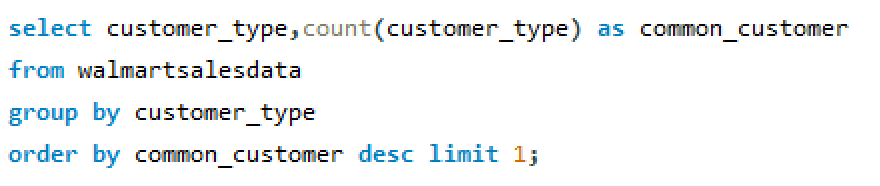 select customer_type,count(customer_type) as common_customer
from walmartsalesdata
group by customer_type
order by common_customer desc limit 1;